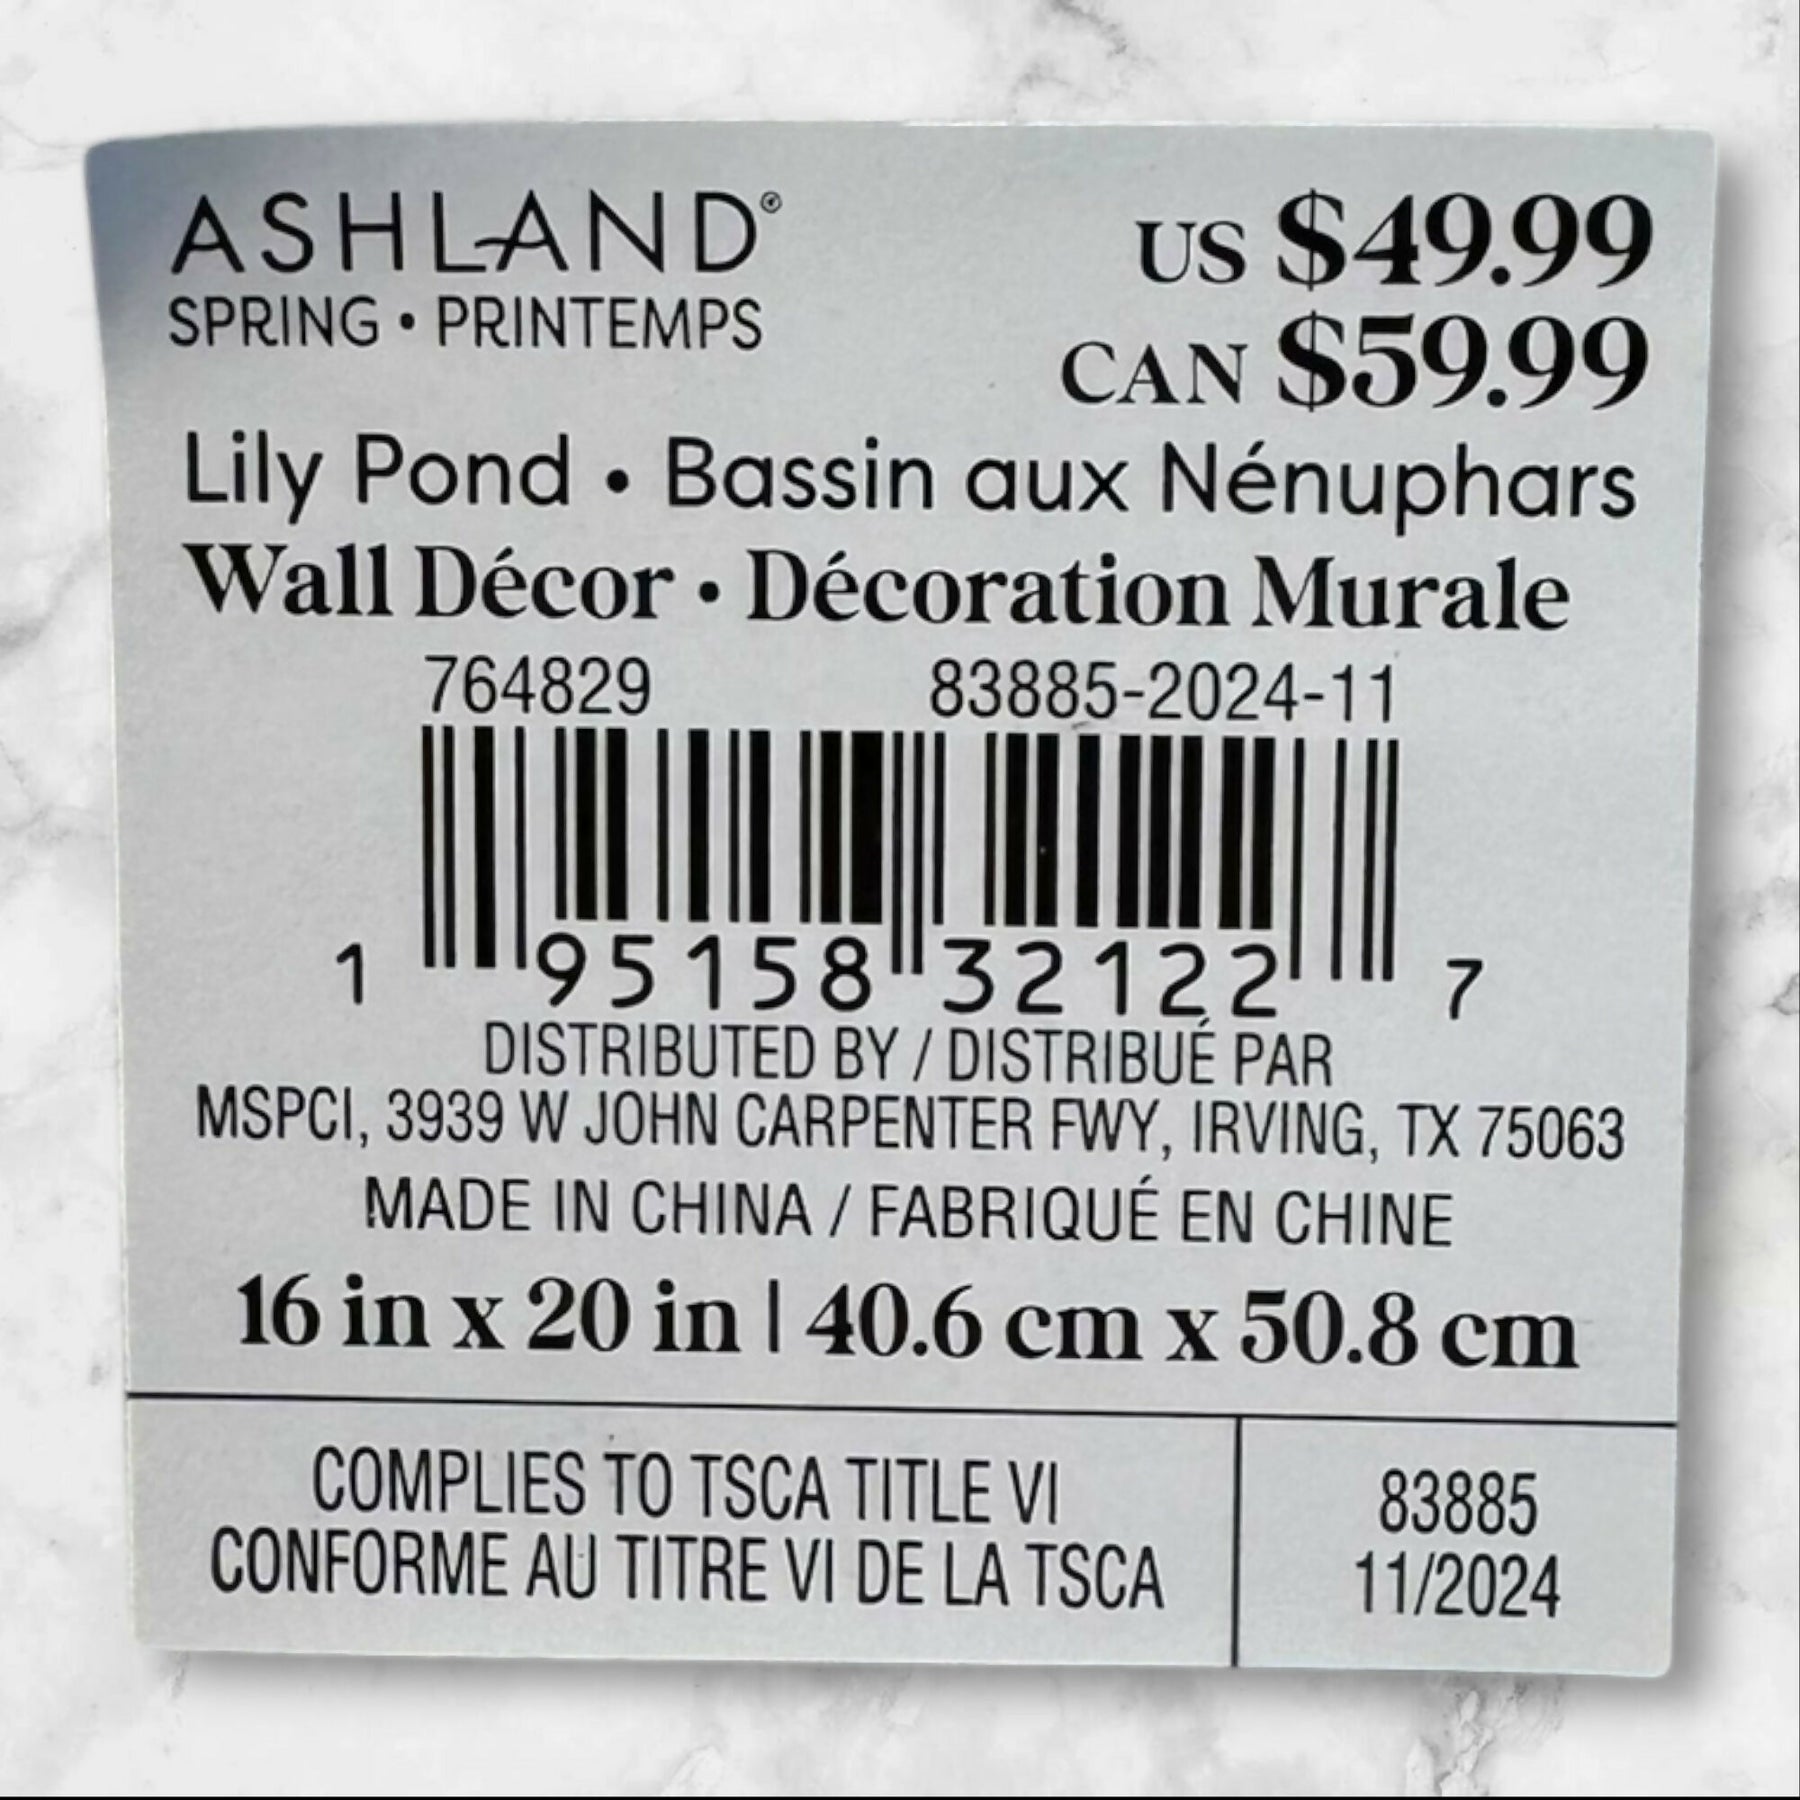 ASHLAND®
SPRING • PRINTEMPS
US $49.99
CAN $59.99
Lily Pond • Bassin aux Nénuphars
Wall Décor • Décoration Murale
764829 83885-2024-11
1 95158 32122 7
DISTRIBUTED BY / DISTRIBUÉ PAR
MSPCI, 3939 W JOHN CARPENTER FWY, IRVING, TX 75063
MADE IN CHINA / FABRIQUÉ EN CHINE
16 in x 20 in | 40.6 cm x 50.8 cm
COMPLIES TO TSCA TITLE VI
CONFORME AU TITRE VI DE LA TSCA
83885
11/2024